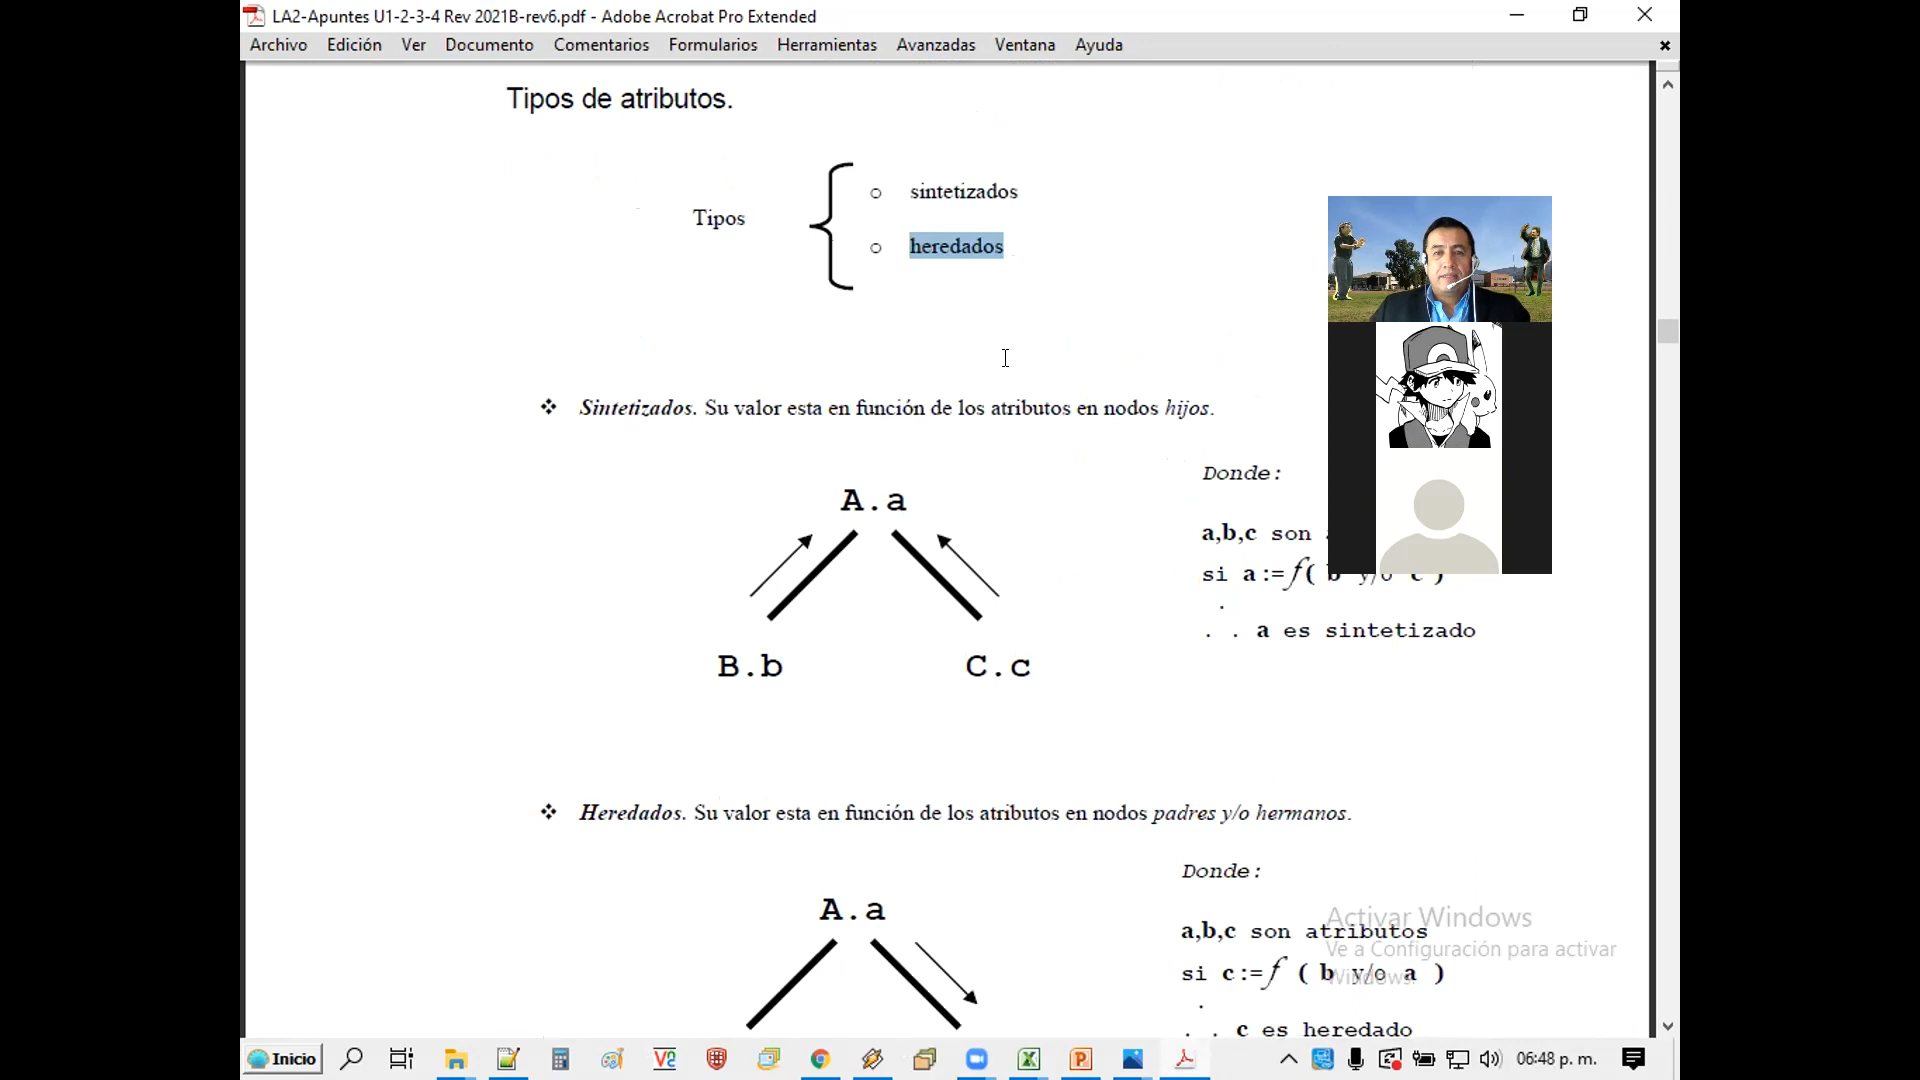 LA2-Apuntes U1-2-3-4 Rev 2021B-rev6.pdf - Adobe Acrobat Pro Extended
Archivo Edición Ver Documento Comentarios Formularios Herramientas Avanzadas Ventana Ayuda
Tipos de atributos.
Tipos
o sintetizados
o heredados
❖ Sintetizados. Su valor esta en función de los atributos en nodos hijos.
Donde:
A.a
a,b,c son
si a:=f( b y/o c )
. . . a es sintetizado
B.b C.c
❖ Heredados. Su valor esta en función de los atributos en nodos padres y/o hermanos.
Donde:
A.a
a,b,c son atributos
si c:=f ( b y/o a )
. . . c es heredado
Activar Windows
Ve a Configuración para activar
Windows.
Inicio
06:48 p. m.